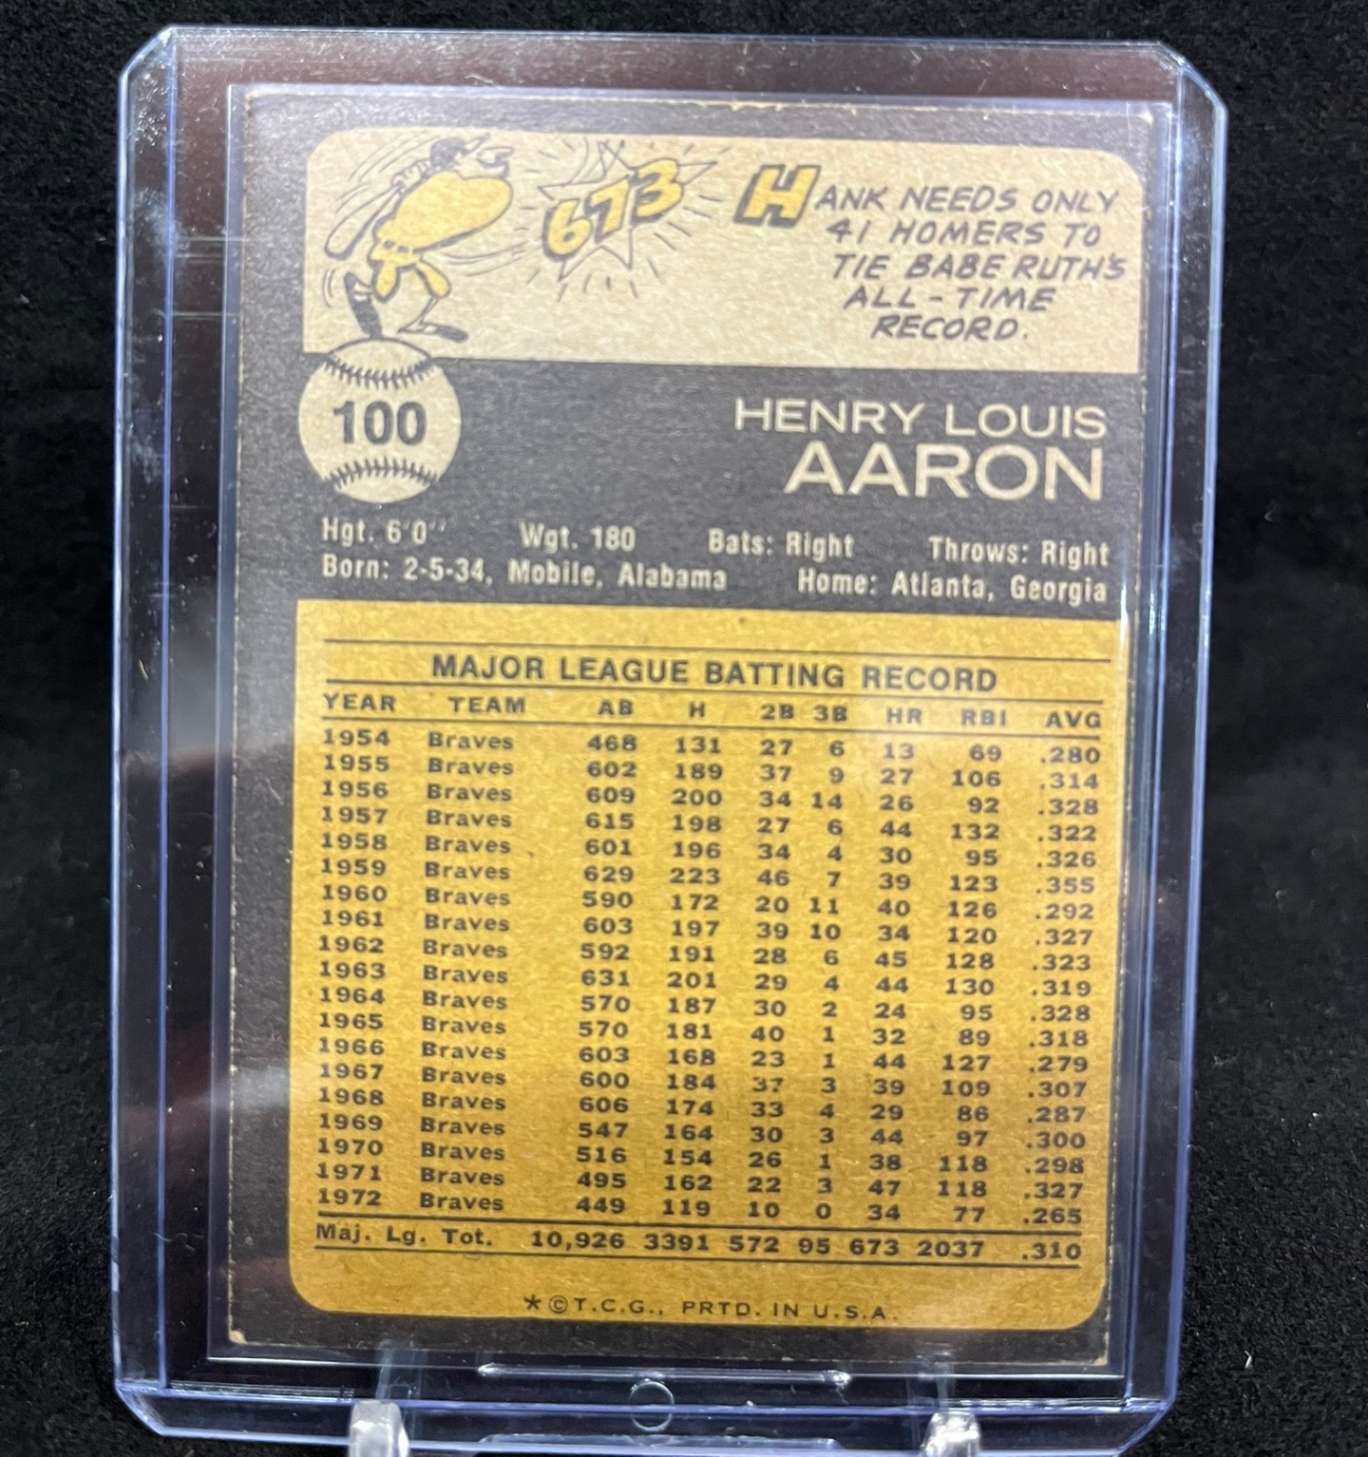 673
HANK NEEDS ONLY
41 HOMERS TO
TIE BABE RUTH'S
ALL-TIME
RECORD.
100
HENRY LOUIS
AARON
Hgt. 6'0" Wgt. 180 Bats: Right Throws: Right
Born: 2-5-34, Mobile, Alabama Home: Atlanta, Georgia
MAJOR LEAGUE BATTING RECORD
YEAR TEAM AB H 2B 3B HR RBI AVG
1954 Braves 468 131 27 6 13 69 .280
1955 Braves 602 189 37 9 27 106 .314
1956 Braves 609 200 34 14 26 92 .328
1957 Braves 615 198 27 6 44 132 .322
1958 Braves 601 196 34 4 30 95 .326
1959 Braves 629 223 46 7 39 123 .355
1960 Braves 590 172 20 11 40 126 .292
1961 Braves 603 197 39 10 34 120 .327
1962 Braves 592 191 28 6 45 128 .323
1963 Braves 631 201 29 4 44 130 .319
1964 Braves 570 187 30 2 24 95 .328
1965 Braves 570 181 40 1 32 89 .318
1966 Braves 603 168 23 1 44 127 .279
1967 Braves 600 184 37 3 39 109 .307
1968 Braves 606 174 33 4 29 86 .287
1969 Braves 547 164 30 3 44 97 .300
1970 Braves 516 154 26 1 38 118 .298
1971 Braves 495 162 22 3 47 118 .327
1972 Braves 449 119 10 0 34 77 .265
Maj. Lg. Tot. 10,926 3391 572 95 673 2037 .310
*©T.C.G., PRTD. IN U.S.A.